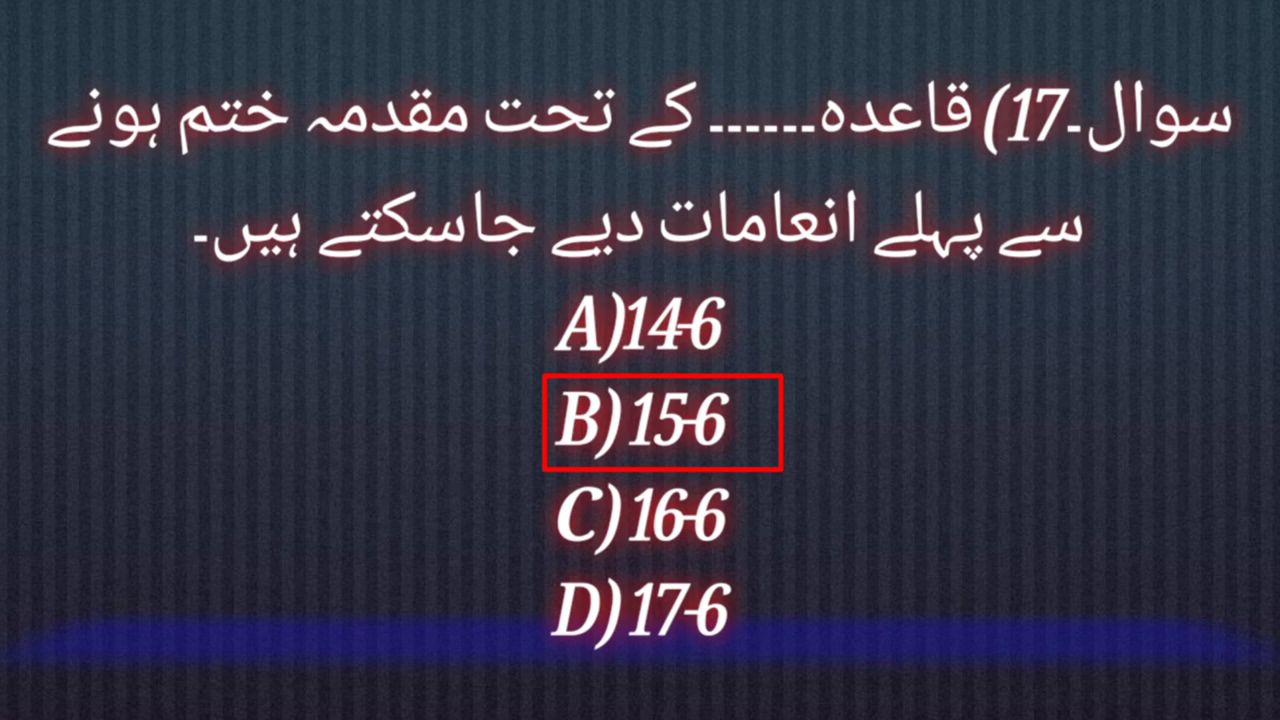 سوال۔17) قاعدہ۔۔۔۔۔۔ کے تحت مقدمہ ختم ہونے
سے پہلے انعامات دیے جاسکتے ہیں۔
A)14-6
B) 15-6
C) 16-6
D) 17-6